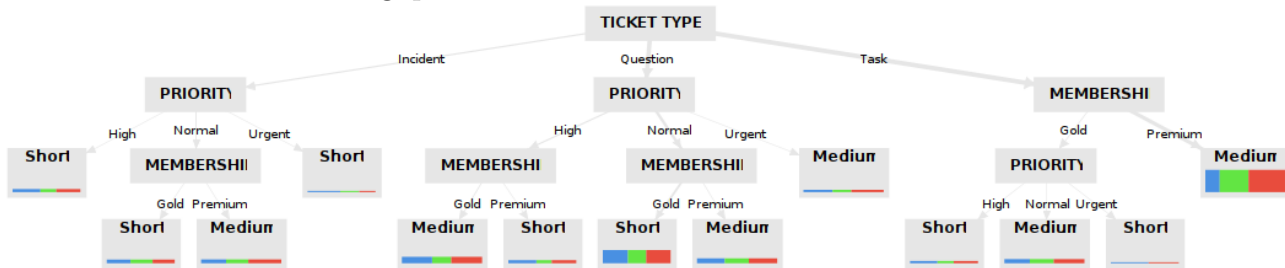 TICKET TYPE
Incident Question Task
PRIORITY PRIORITY MEMBERSHI
High Normal Urgent High Normal Urgent Gold Premium
Short MEMBERSHII Short MEMBERSHI MEMBERSHII Medium PRIORITY Medium
Gold Premium Gold Premium Gold Premium High Normal Urgent
Short Medium Medium Short Short Medium Short Medium Short